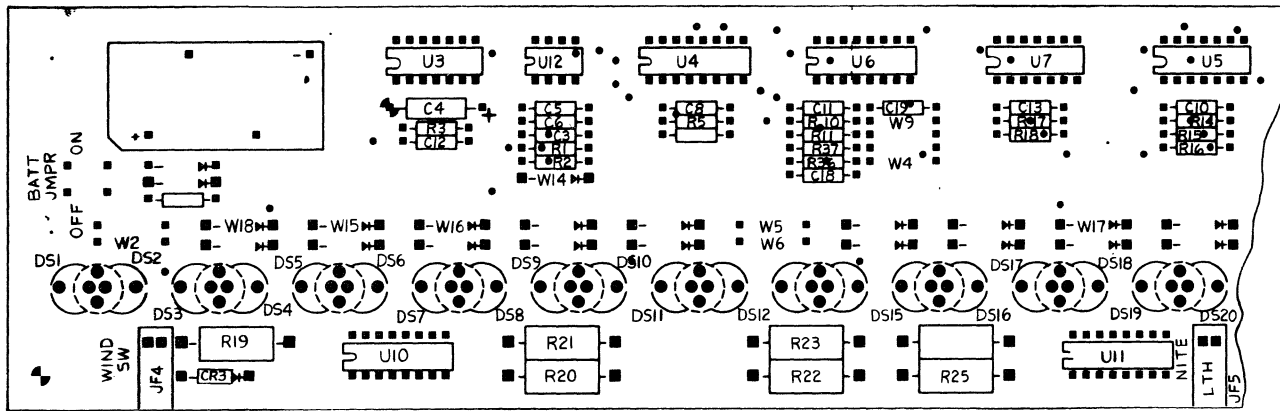 U3
U12
U4
U6
U7
U5
C4
C5
C8
C11
C19
C13
C10
R3
C6
R5
R10
W9
R17
R14
C12
C3
R11
R18
R15
R1
R37
R16
R2
R36
W4
W14
C18
BATT JMPR
ON
OFF
W18
W15
W16
W5
W17
W2
W6
DS1
DS2
DS5
DS6
DS9
DS10
DS17
DS18
DS3
DS4
DS7
DS8
DS11
DS12
DS15
DS16
DS19
DS20
WIND SW
JF4
R19
U10
R21
R23
U11
NITE
LTH
JF5
CR3
R20
R22
R25